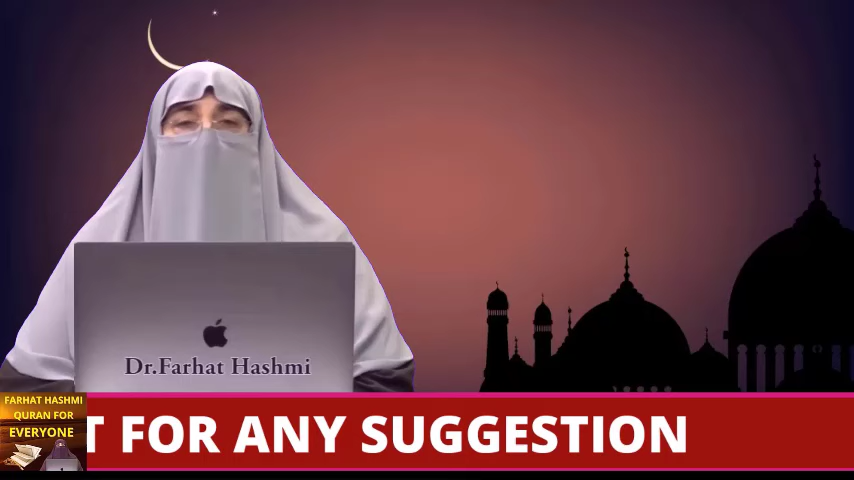 Dr.Farhat Hashmi
FARHAT HASHMI
QURAN FOR
EVERYONE
T FOR ANY SUGGESTION